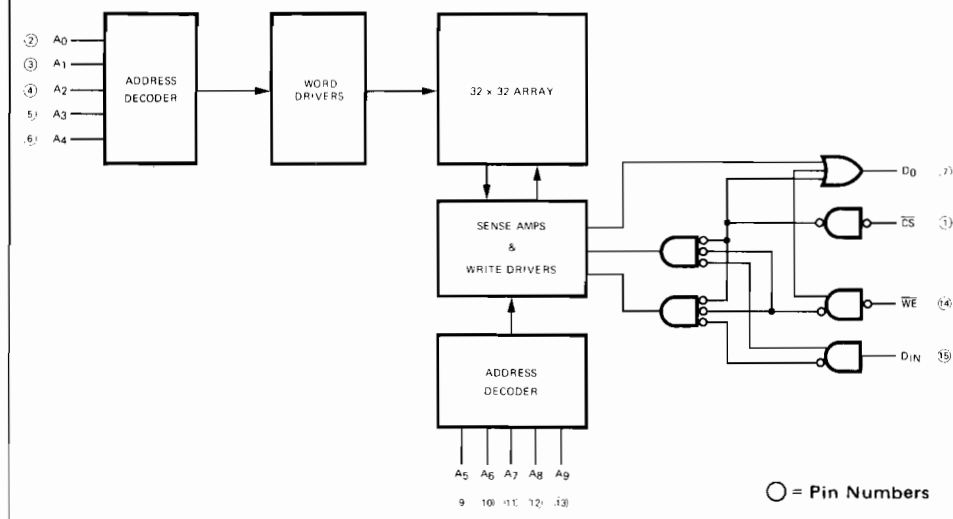 ② A0
③ A1
④ A2
5) A3
6) A4
ADDRESS
DECODER
WORD
DRIVERS
32 × 32 ARRAY
SENSE AMPS
&
WRITE DRIVERS
ADDRESS
DECODER
DO 7)
CS ①
WE ⑭
DIN ⑮
A5 A6 A7 A8 A9
9 10) (11) (12) (13)
○ = Pin Numbers